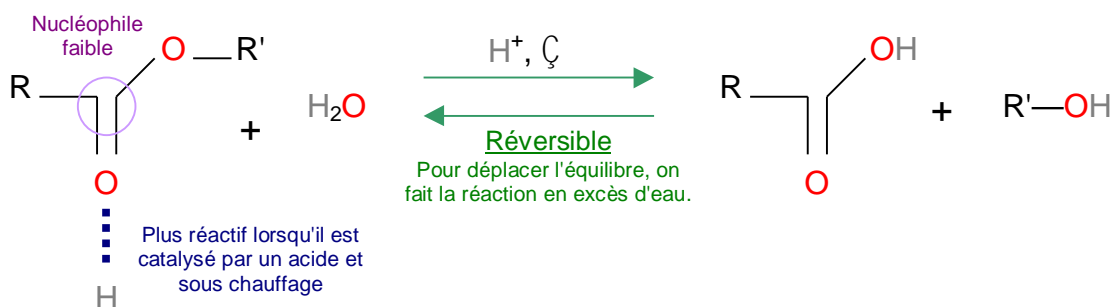 Nucléophile
faible
O
R'
R
O
H
+
H₂O
H⁺, Ç
Réversible
Pour déplacer l'équilibre, on
fait la réaction en excès d'eau.
Plus réactif lorsqu'il est
catalysé par un acide et
sous chauffage
R
OH
O
+
R'—OH